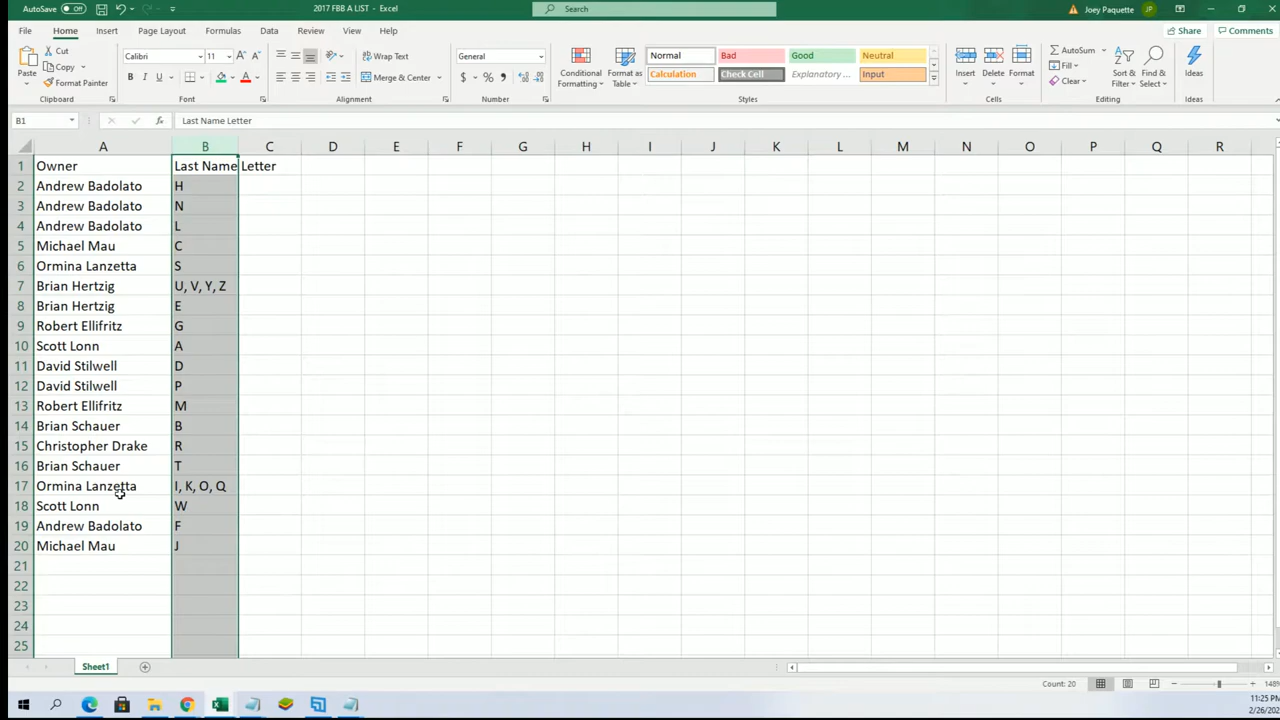 AutoSave Off 2017 FBB A LIST - Excel Search Joey Paquette JP
File Home Insert Page Layout Formulas Data Review Help Share Comments
Paste Cut Copy Format Painter Clipboard
Calibri 11 A A B I U A Font
Wrap Text Merge & Center Alignment
General $ % , Number
Conditional Formatting Format as Table
Normal Bad Good Neutral
Calculation Check Cell Explanatory ... Input
Styles
Insert Delete Format Cells
AutoSum Fill Clear Sort & Filter Find & Select Editing
Ideas Ideas
B1 fx Last Name Letter
A B C D E F G H I J K L M N O P Q R
1 Owner Last Name Letter
2 Andrew Badolato H
3 Andrew Badolato N
4 Andrew Badolato L
5 Michael Mau C
6 Ormina Lanzetta S
7 Brian Hertzig U, V, Y, Z
8 Brian Hertzig E
9 Robert Ellifritz G
10 Scott Lonn A
11 David Stilwell D
12 David Stilwell P
13 Robert Ellifritz M
14 Brian Schauer B
15 Christopher Drake R
16 Brian Schauer T
17 Ormina Lanzetta I, K, O, Q
18 Scott Lonn W
19 Andrew Badolato F
20 Michael Mau J
21
22
23
24
25
Sheet1
Count: 20 148%
11:25 PM
2/26/202